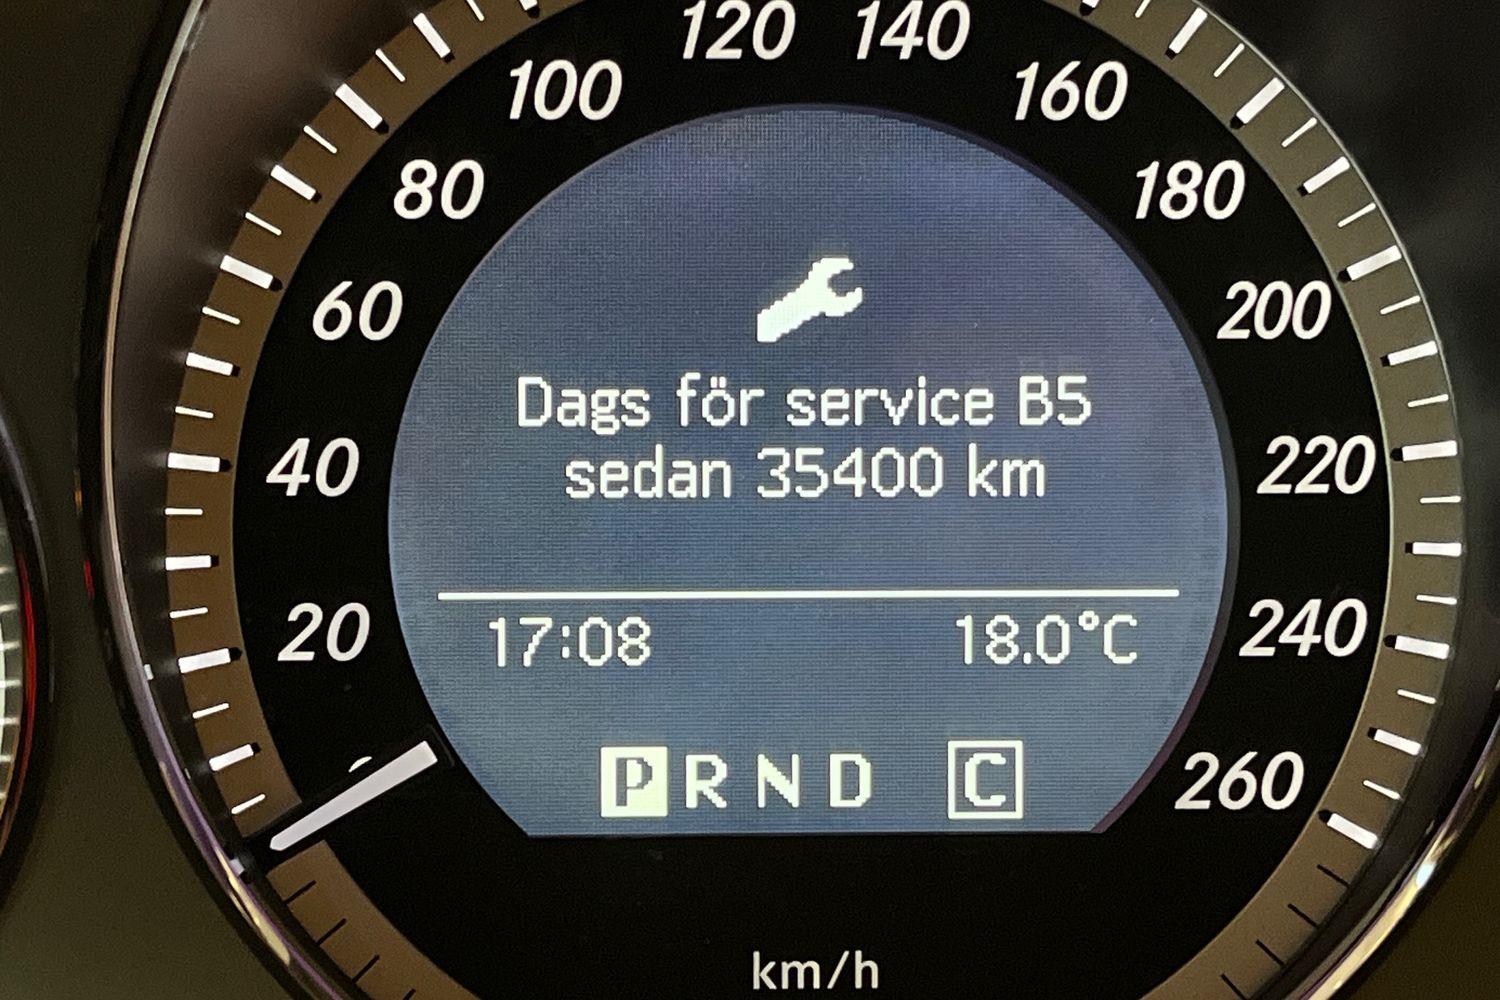 120 140
100 160
80 180
60 200
40 220
20 240
260
Dags för service B5
sedan 35400 km
17:08 18.0°C
P R N D C
km/h